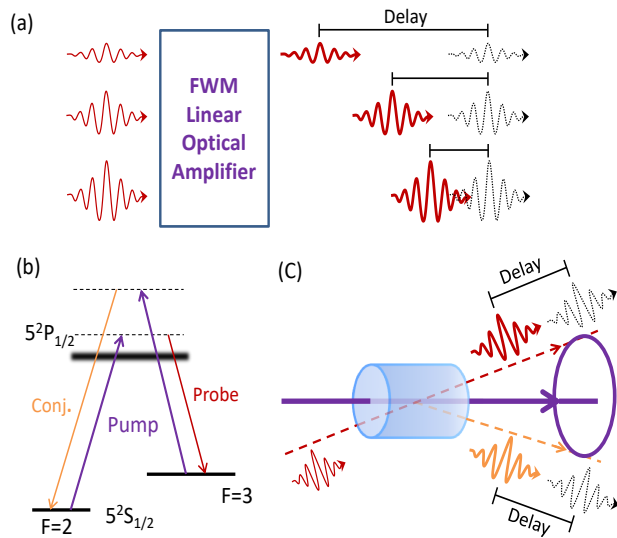 (a)
Delay
FWM
Linear
Optical
Amplifier
(b)
5²P₁/₂
Conj.
Pump
Probe
F=3
F=2
5²S₁/₂
(C)
Delay
Delay